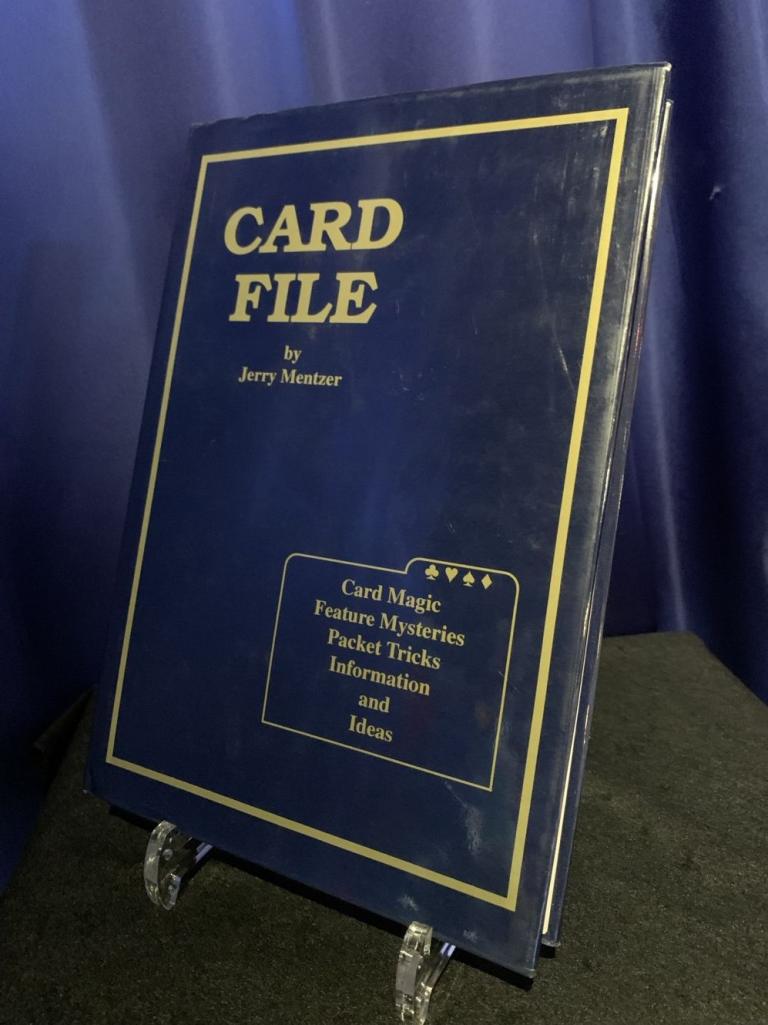 CARD
FILE
by
Jerry Mentzer
Card Magic
Feature Mysteries
Packet Tricks
Information
and
Ideas